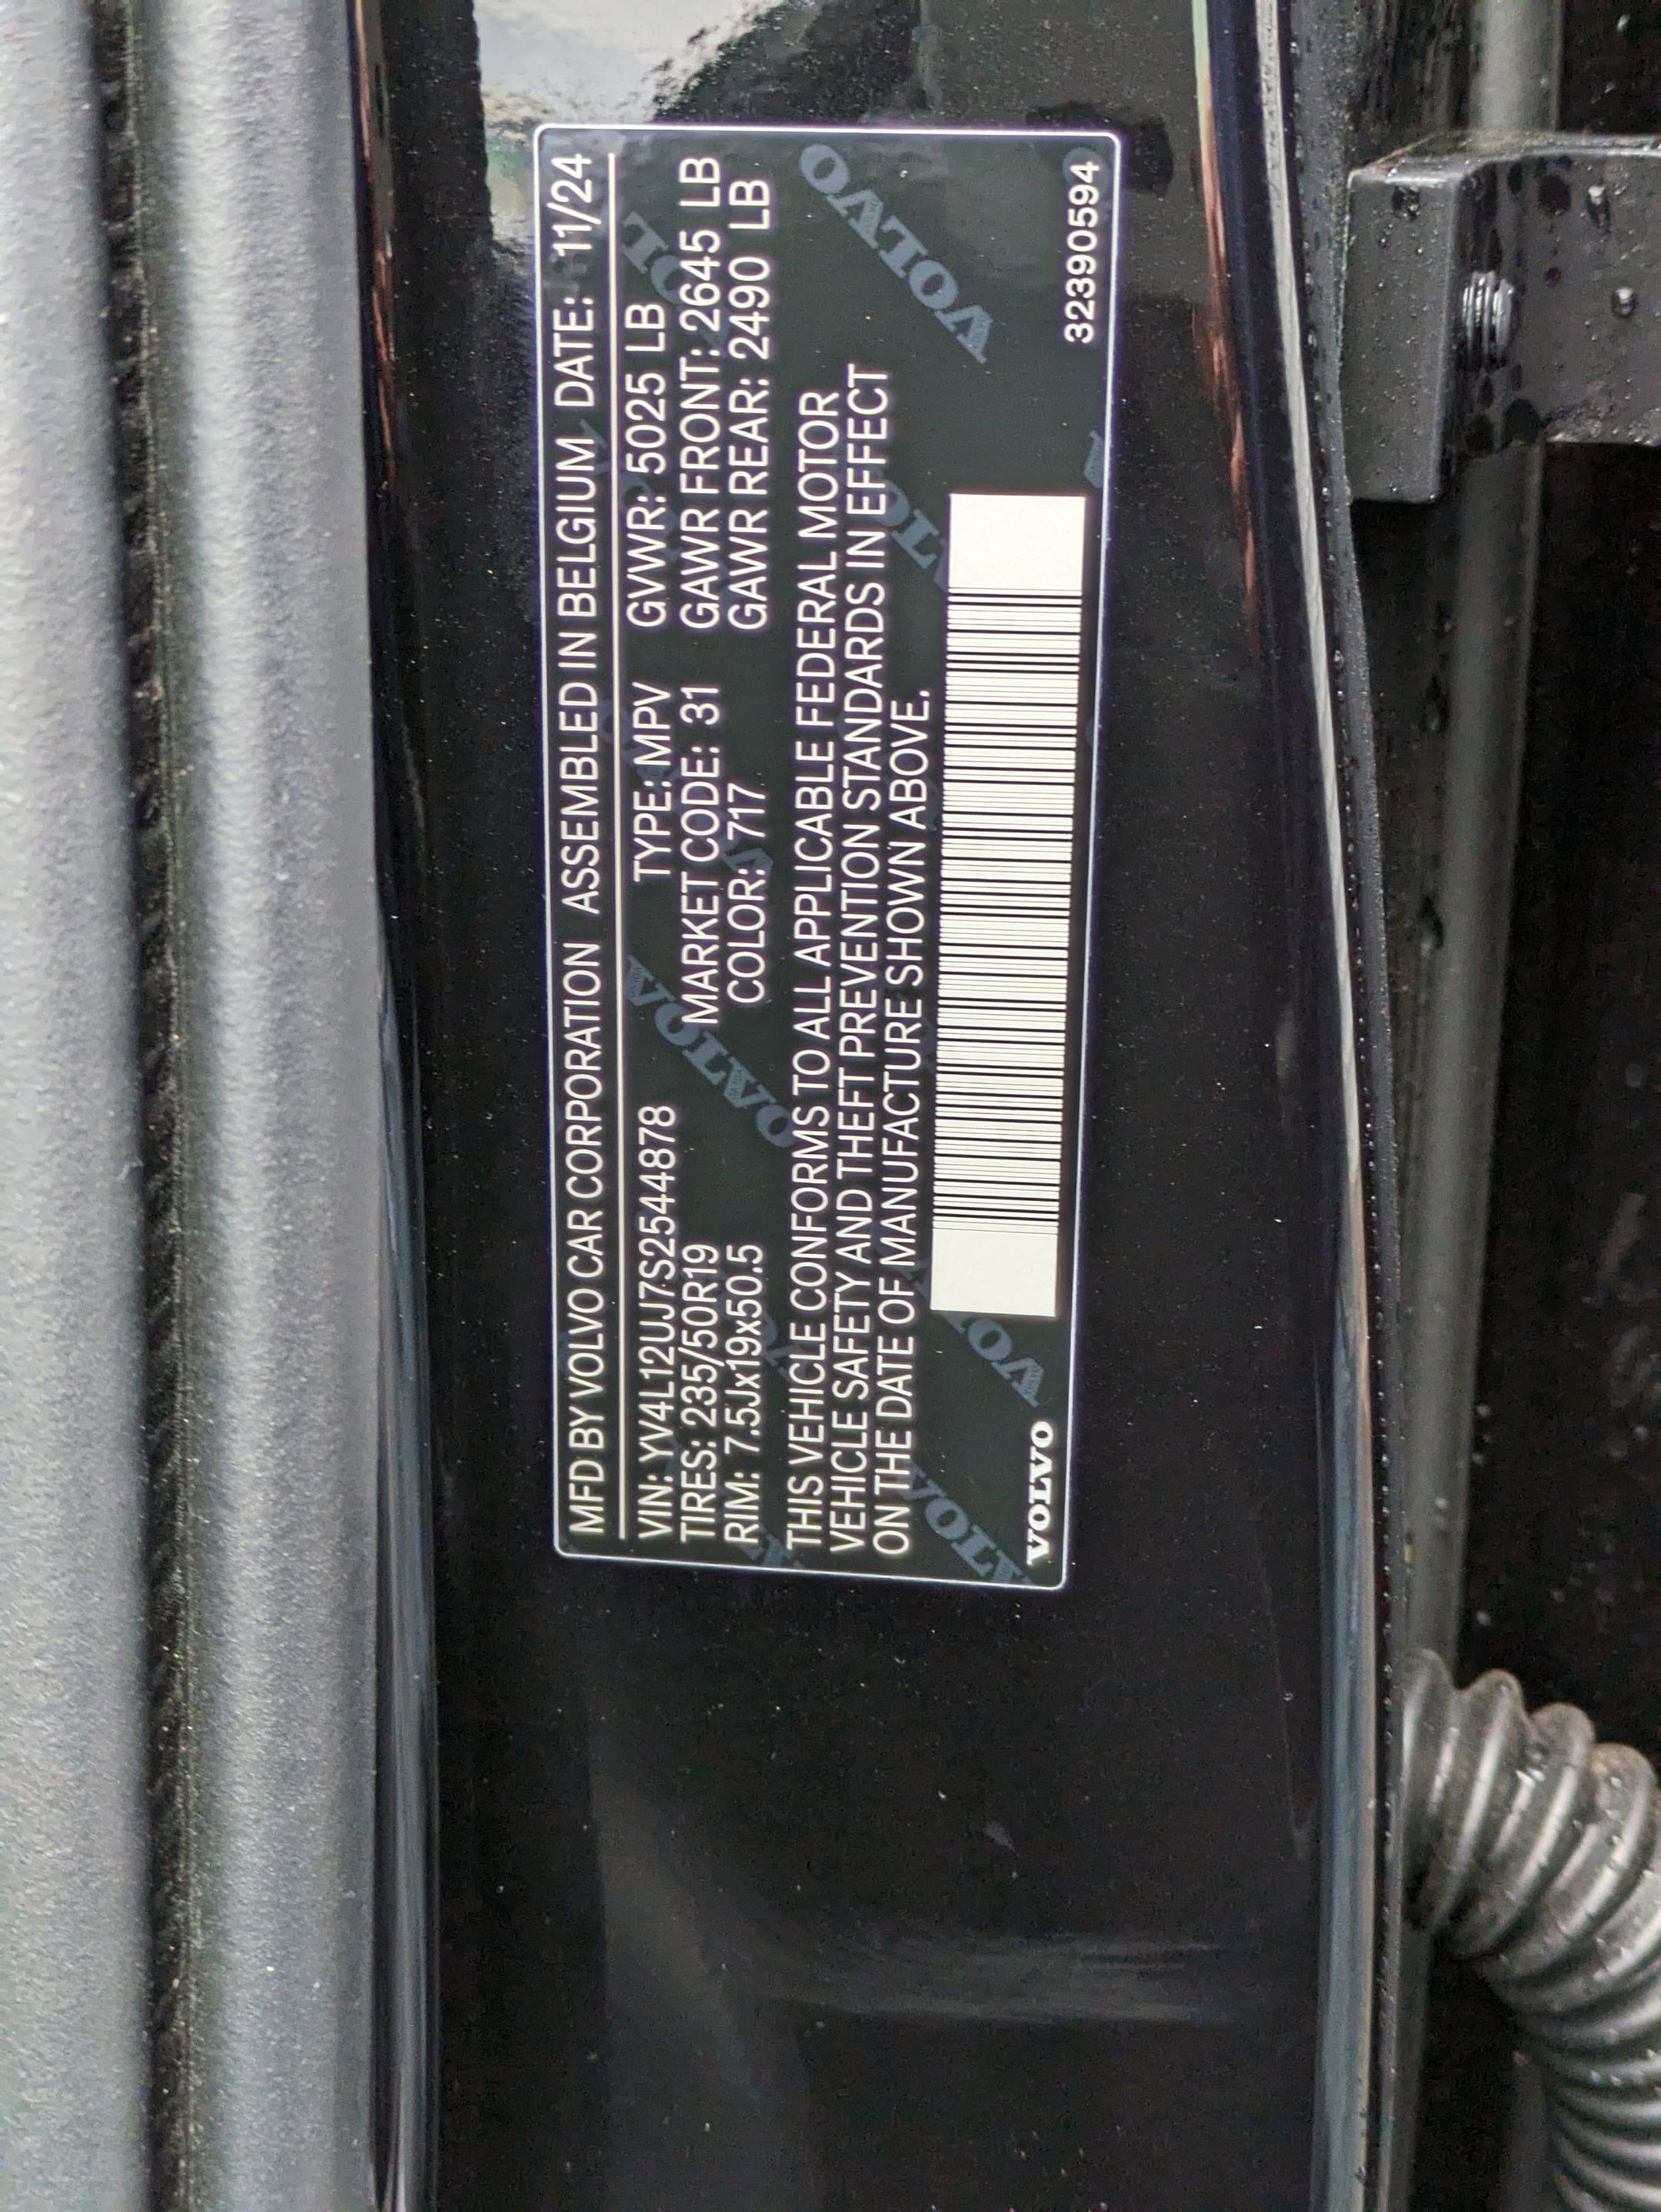 MFD BY VOLVO CAR CORPORATION ASSEMBLED IN BELGIUM DATE: 11/24
VIN: YV4L12UJ7S2544878 TYPE: MPV GVWR: 5025 LB
TIRES: 235/50R19 MARKET CODE: 31 GAWR FRONT: 2645 LB
RIM: 7.5Jx19x50.5 COLOR: 717 GAWR REAR: 2490 LB
THIS VEHICLE CONFORMS TO ALL APPLICABLE FEDERAL MOTOR
VEHICLE SAFETY AND THEFT PREVENTION STANDARDS IN EFFECT
ON THE DATE OF MANUFACTURE SHOWN ABOVE.
VOLVO 32390594